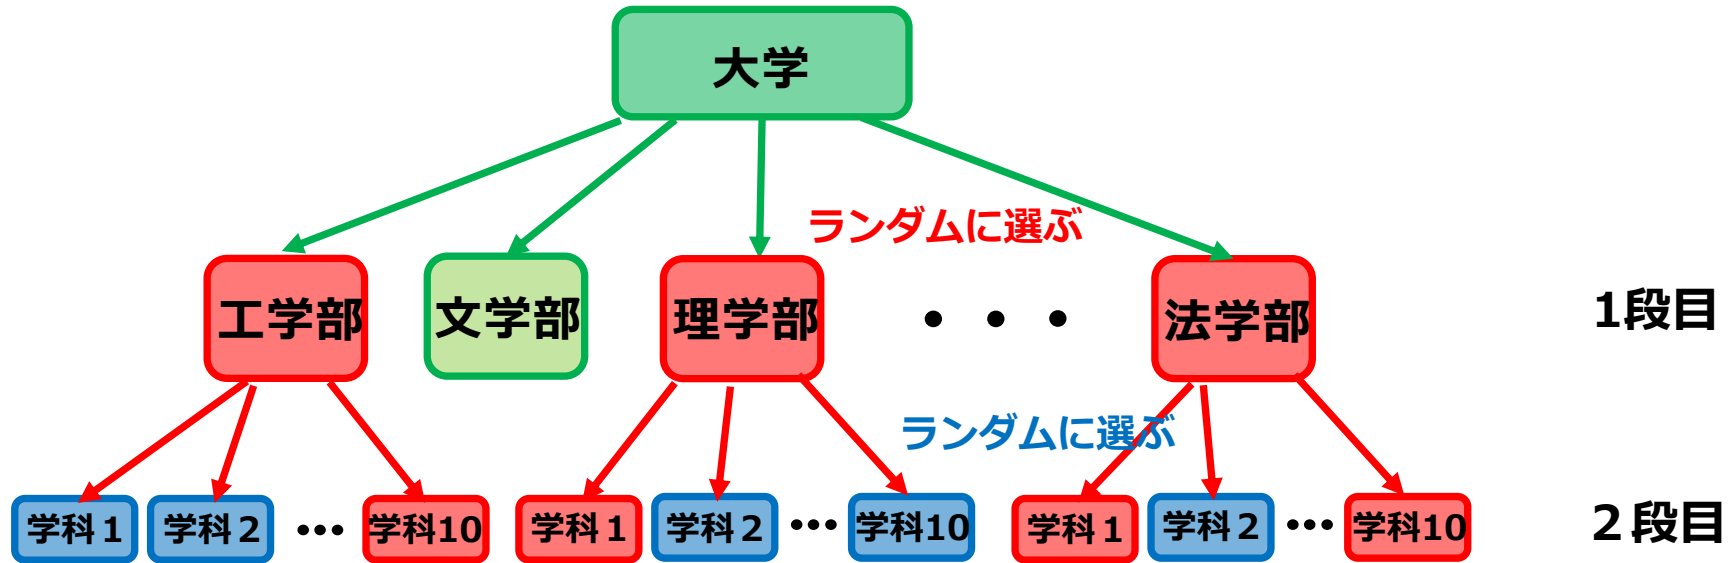 大学
ランダムに選ぶ
工学部 文学部 理学部 ・・・ 法学部 1段目
ランダムに選ぶ
学科1 学科2 … 学科10 学科1 学科2 … 学科10 学科1 学科2 … 学科10 2段目